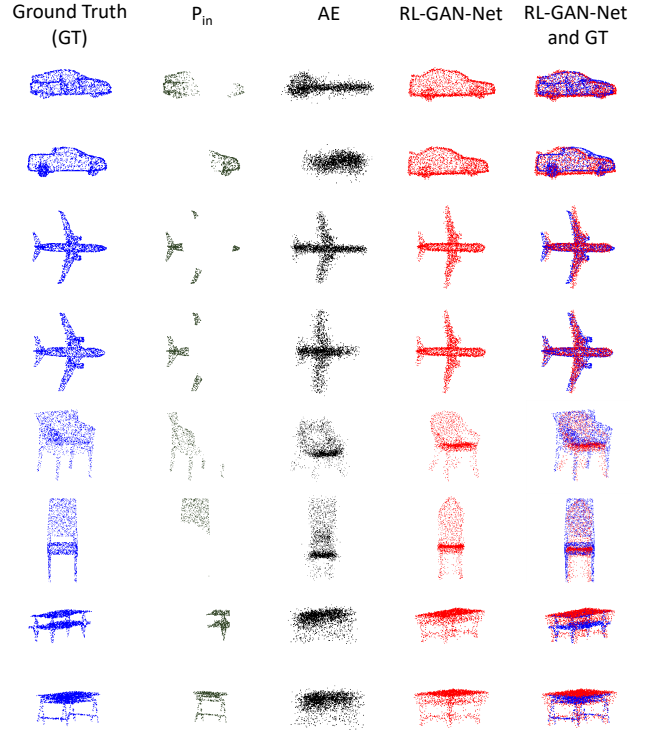 Ground Truth
(GT)
P_in
AE
RL-GAN-Net
RL-GAN-Net
and GT